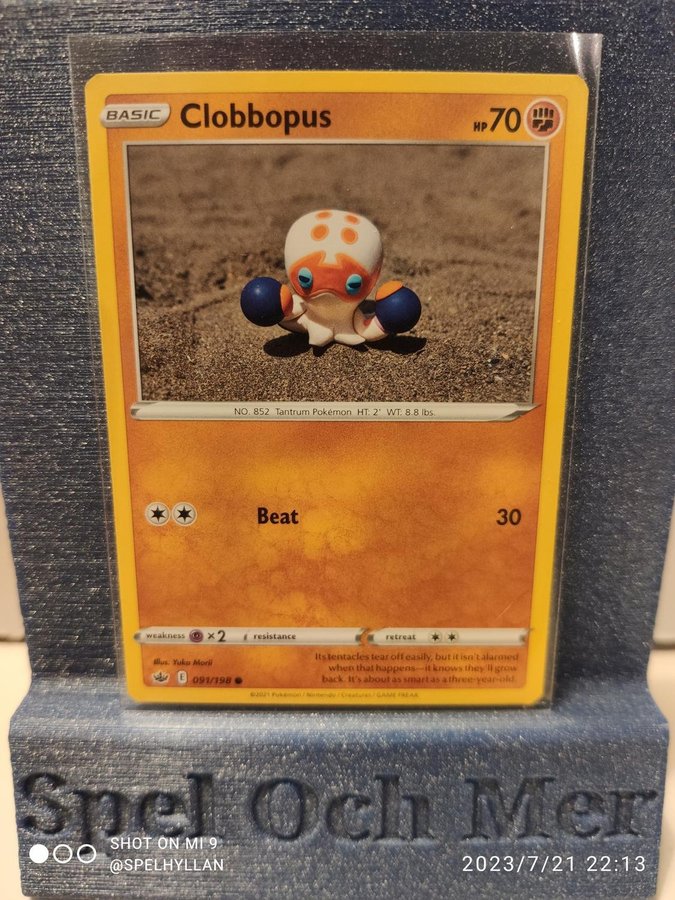 BASIC Clobbopus HP 70
NO. 852 Tantrum Pokémon HT: 2' WT: 8.8 lbs.
Beat 30
weakness ×2 resistance retreat
Illus. Yuka Morii
Its tentacles tear off easily, but it isn't alarmed
when that happens—it knows they'll grow
back. It's about as smart as a three-year-old.
E 091/198
©2021 Pokémon / Nintendo / Creatures / GAME FREAK
Spel Och Mer
SHOT ON MI 9
@SPELHYLLAN
2023/7/21 22:13